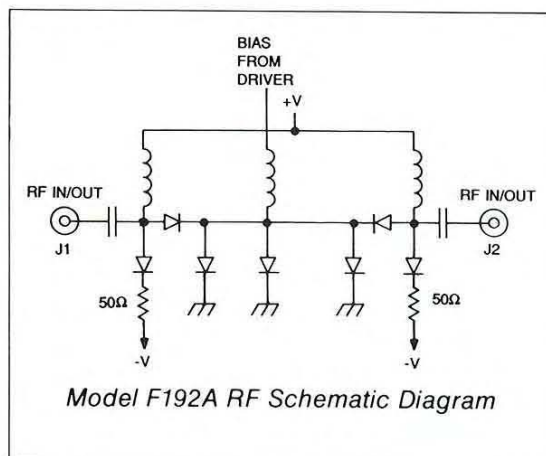 BIAS
FROM
DRIVER
+V
RF IN/OUT
RF IN/OUT
J1
J2
50Ω
50Ω
-V
-V
Model F192A RF Schematic Diagram